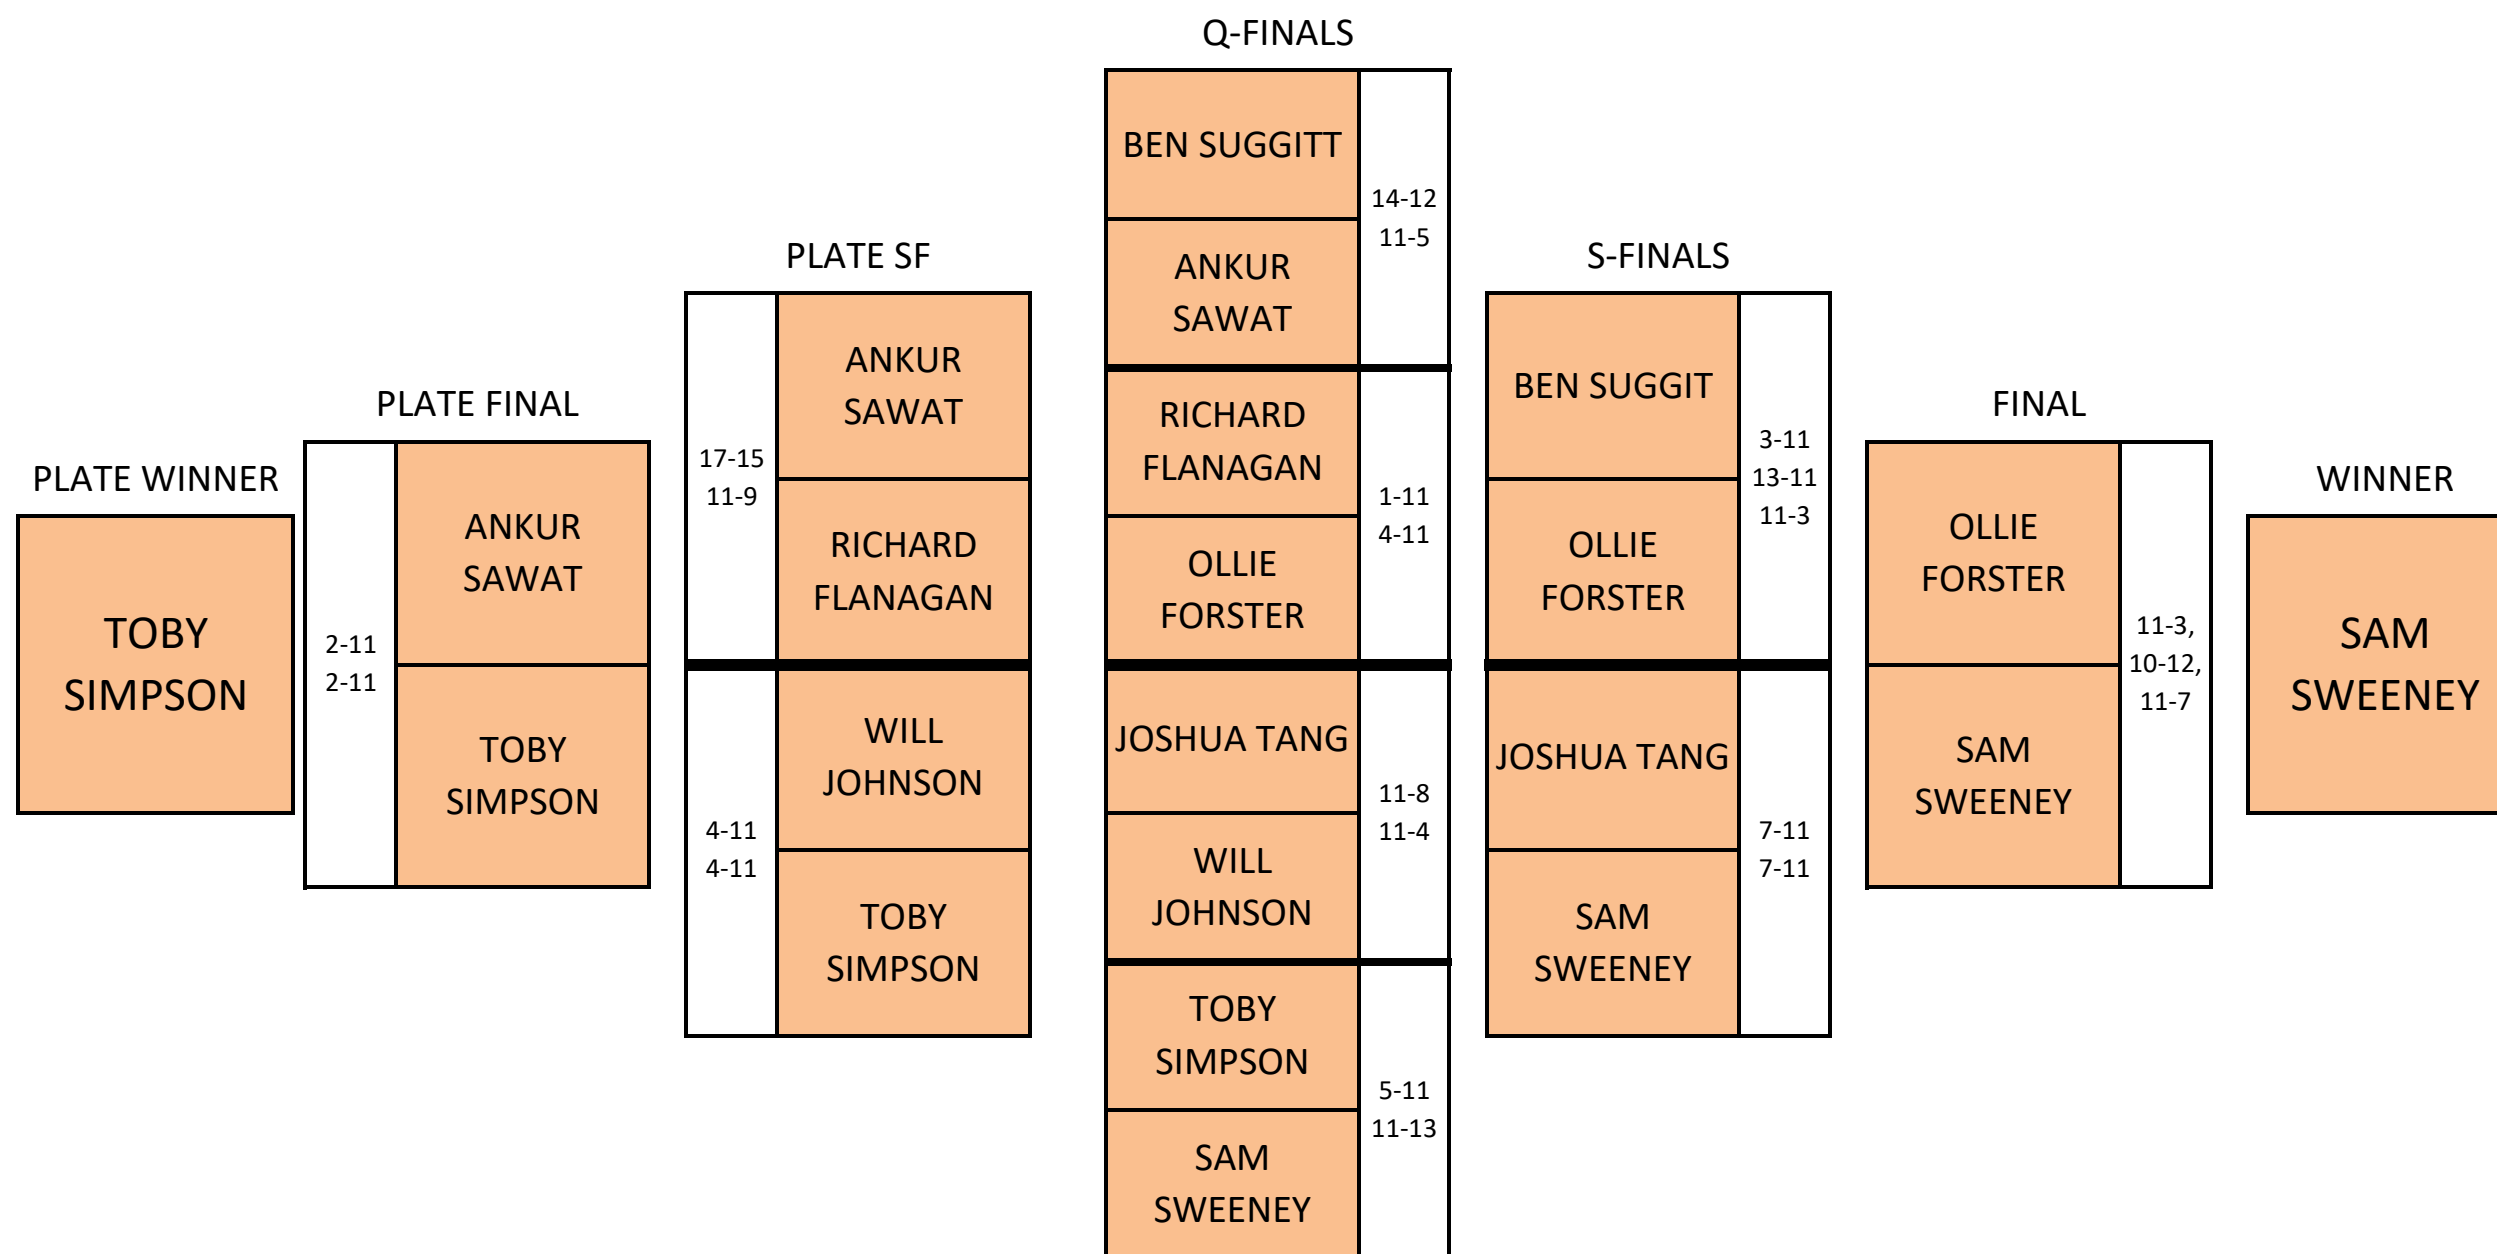 Q-FINALS
BEN SUGGITT
ANKUR
SAWAT
14-12
11-5
RICHARD
FLANAGAN
OLLIE
FORSTER
1-11
4-11
JOSHUA TANG
WILL
JOHNSON
11-8
11-4
TOBY
SIMPSON
SAM
SWEENEY
5-11
11-13
PLATE SF
17-15
11-9
ANKUR
SAWAT
RICHARD
FLANAGAN
4-11
4-11
WILL
JOHNSON
TOBY
SIMPSON
PLATE FINAL
2-11
2-11
ANKUR
SAWAT
TOBY
SIMPSON
PLATE WINNER
TOBY
SIMPSON
S-FINALS
BEN SUGGIT
OLLIE
FORSTER
3-11
13-11
11-3
JOSHUA TANG
SAM
SWEENEY
7-11
7-11
FINAL
OLLIE
FORSTER
SAM
SWEENEY
11-3,
10-12,
11-7
WINNER
SAM
SWEENEY